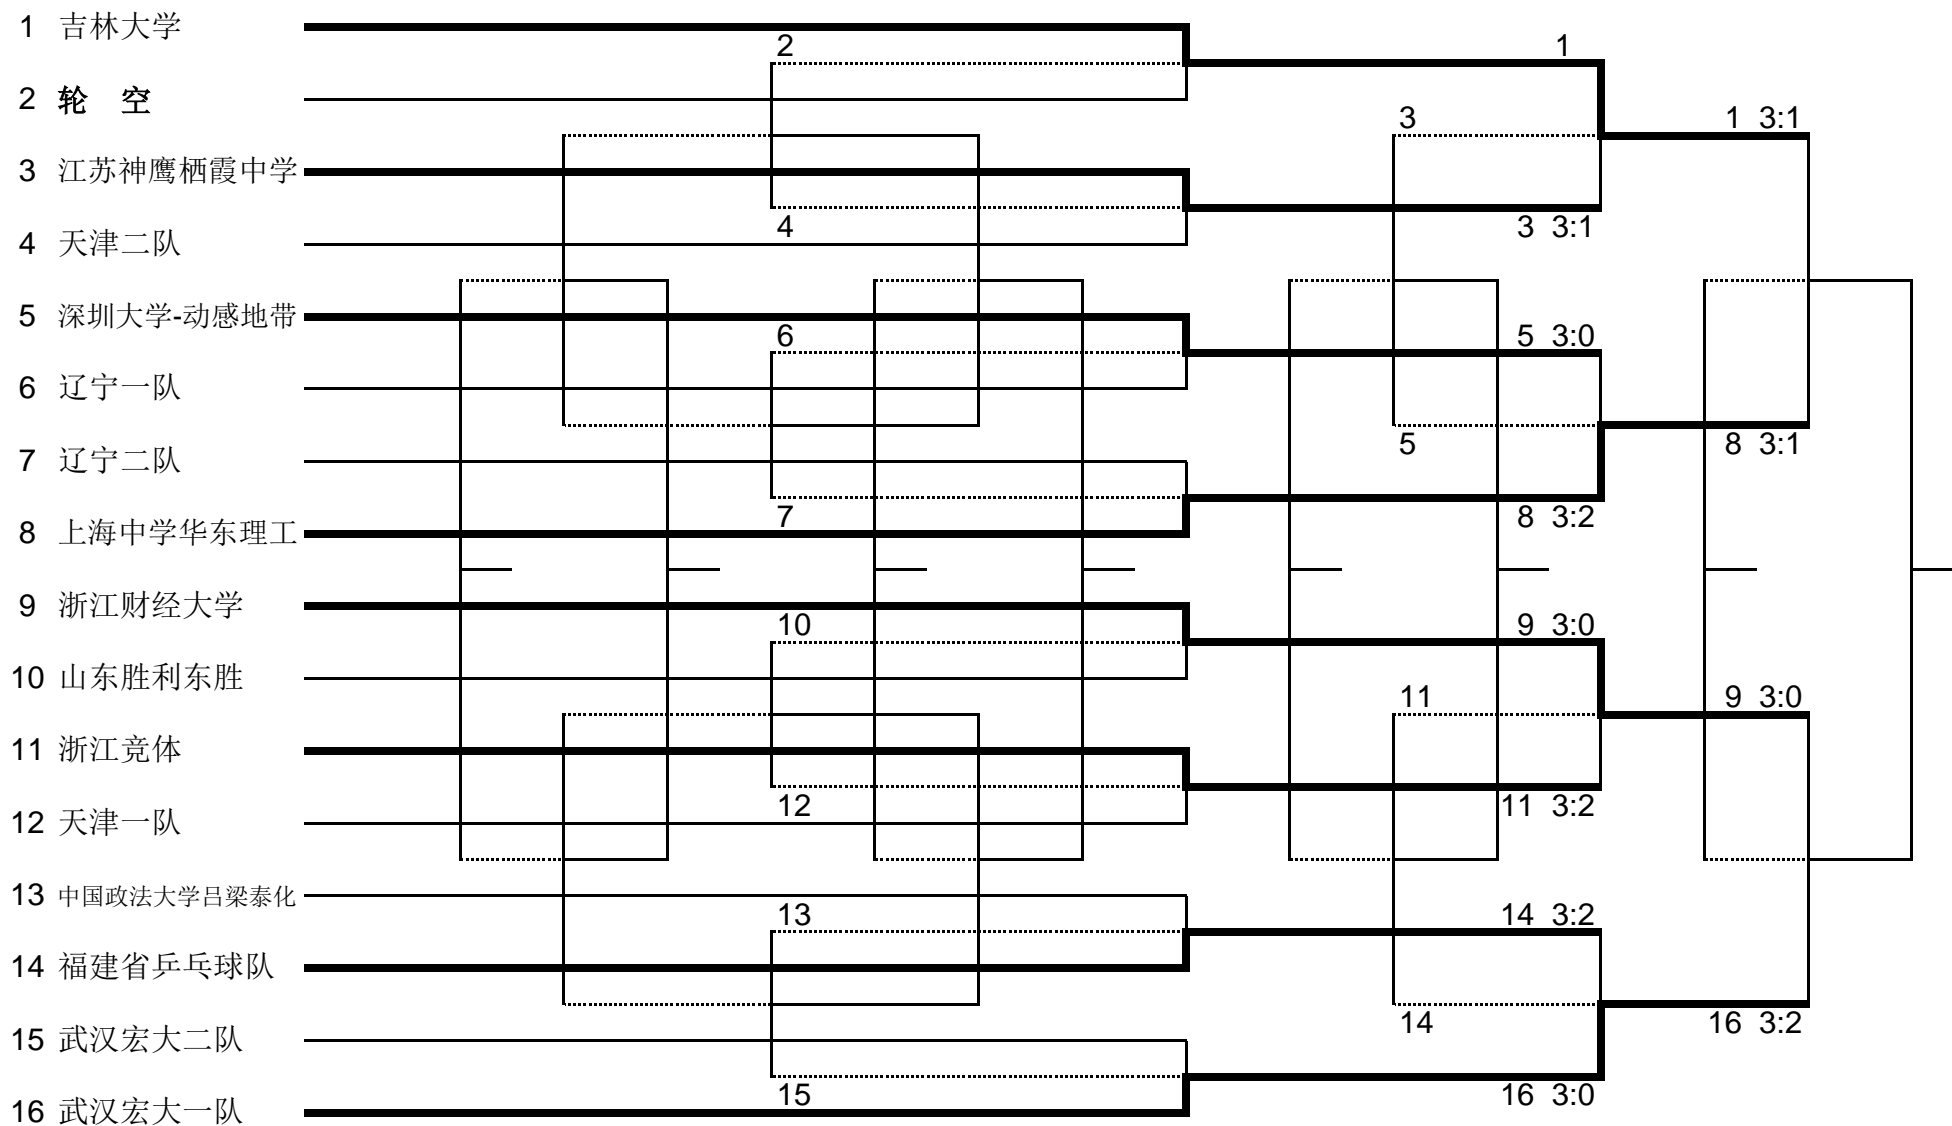 1 吉林大学
2 1
2 轮 空
3 1 3:1
3 江苏神鹰栖霞中学
4 3 3:1
4 天津二队
5 深圳大学-动感地带
6 5 3:0
6 辽宁一队
5 8 3:1
7 辽宁二队
7 8 3:2
8 上海中学华东理工
9 浙江财经大学
10 9 3:0
10 山东胜利东胜
11 9 3:0
11 浙江竞体
12 11 3:2
12 天津一队
13 中国政法大学吕梁泰化
13 14 3:2
14 福建省乒乓球队
14 16 3:2
15 武汉宏大二队
15 16 3:0
16 武汉宏大一队